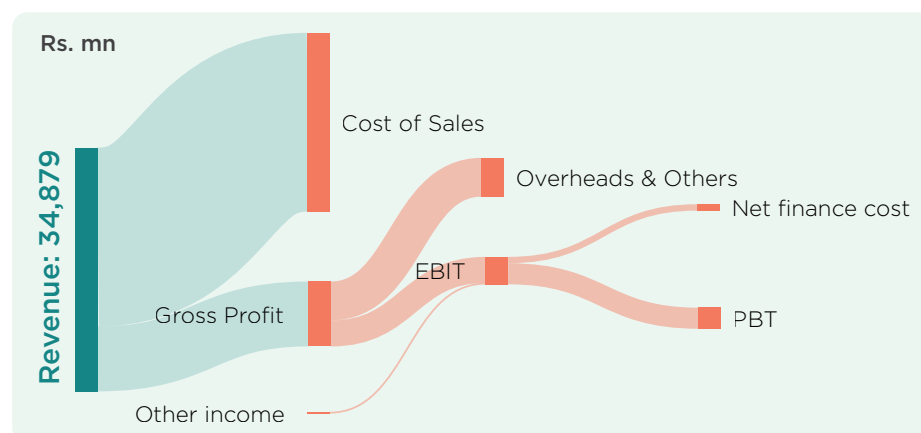 Rs. mn
Revenue: 34,879
Cost of Sales
Overheads & Others
Net finance cost
EBIT
Gross Profit
PBT
Other income